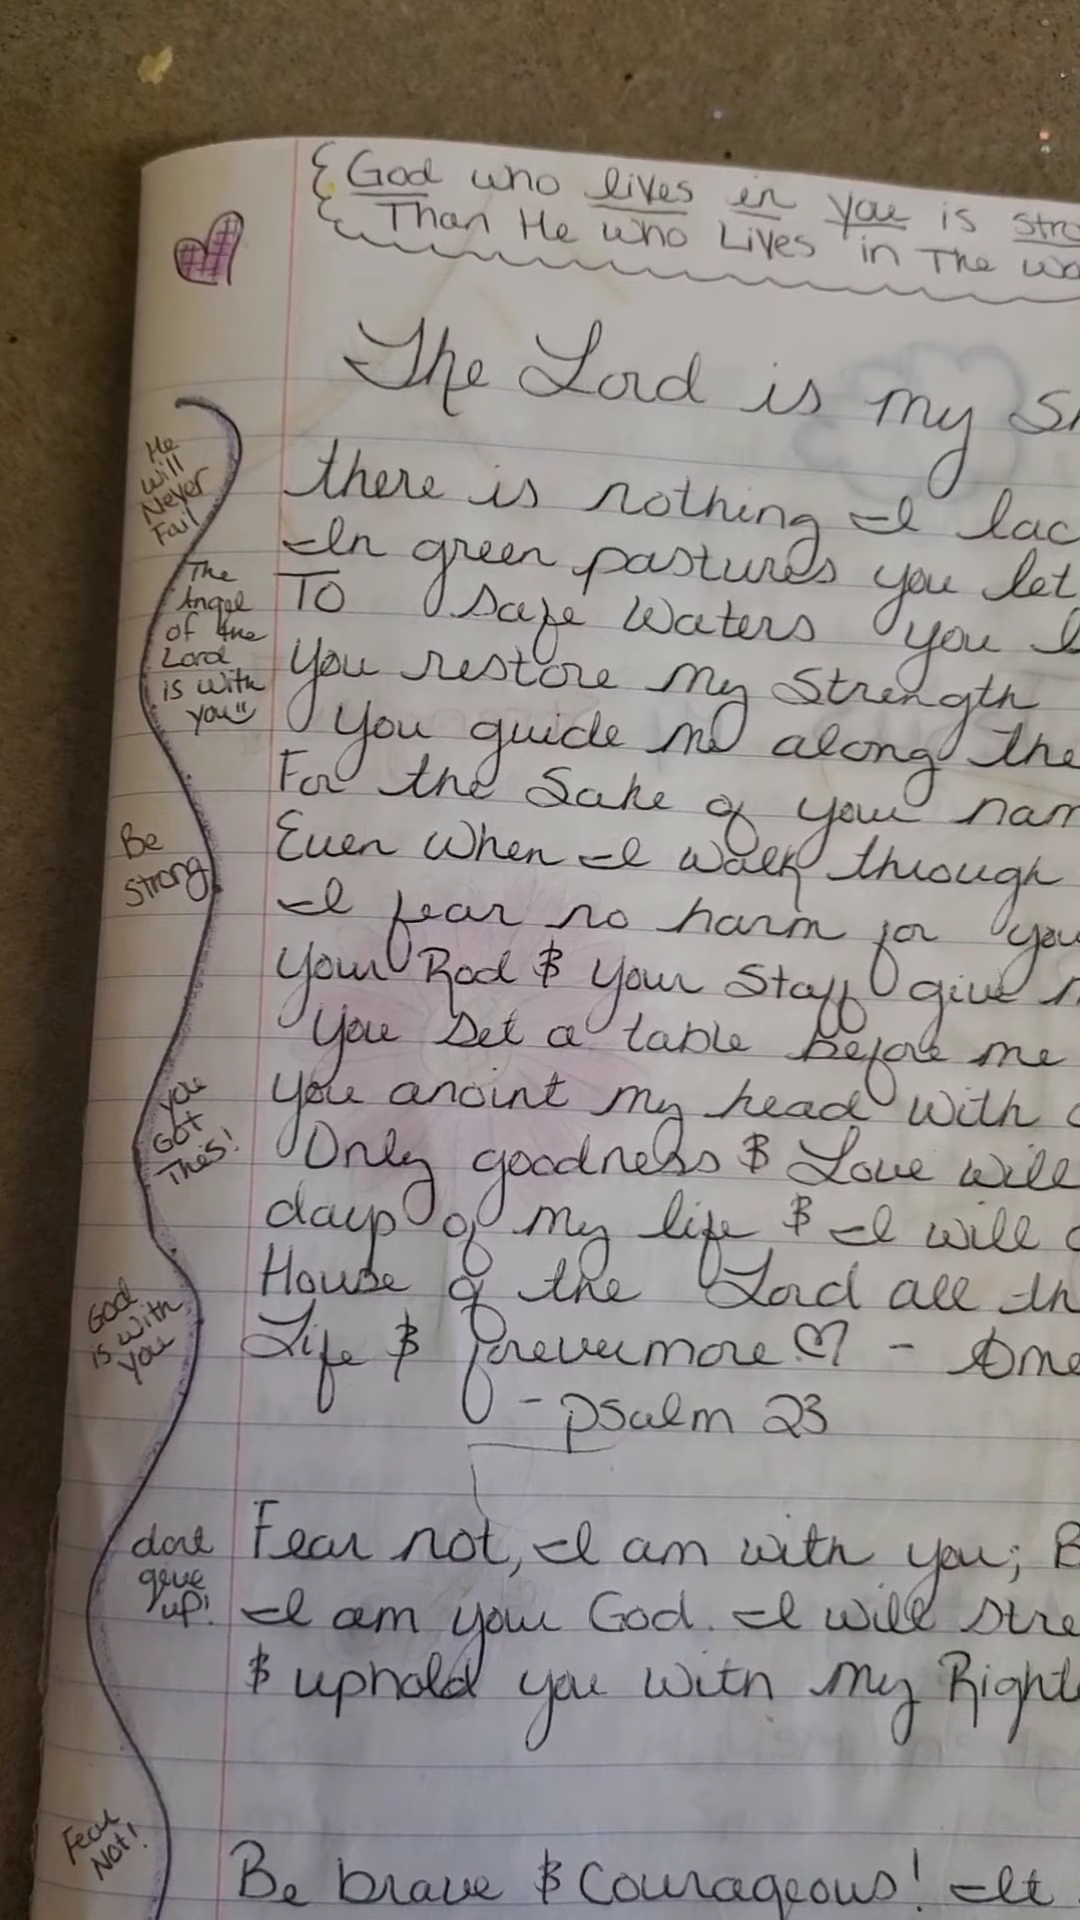 God who lives in you is stro
Than He who Lives in The wo
The Lord is my Sh
there is nothing I lac
In green pastures you let
To safe Waters you l
you restore my Strength
you guide me along the
For the Sake of your nam
Even When I walk through
I fear no harm for you
your Rod & your Staff give m
you set a table before me
you anoint my head with o
Only goodness & Love will
days of my life & I will d
House of the Lord all th
Life & forevermore ♡ - Ame
- psalm 23
Fear not, I am with you; B
I am your God. I will stre
& uphold you with my Right
Be brave & Courageous! It
He
will
Never
Fail
The
Angel
of the
Lord
is with
you
Be
strong
you
GOT
This!
God
is with
you
dont
give
up!
Fear
Not!